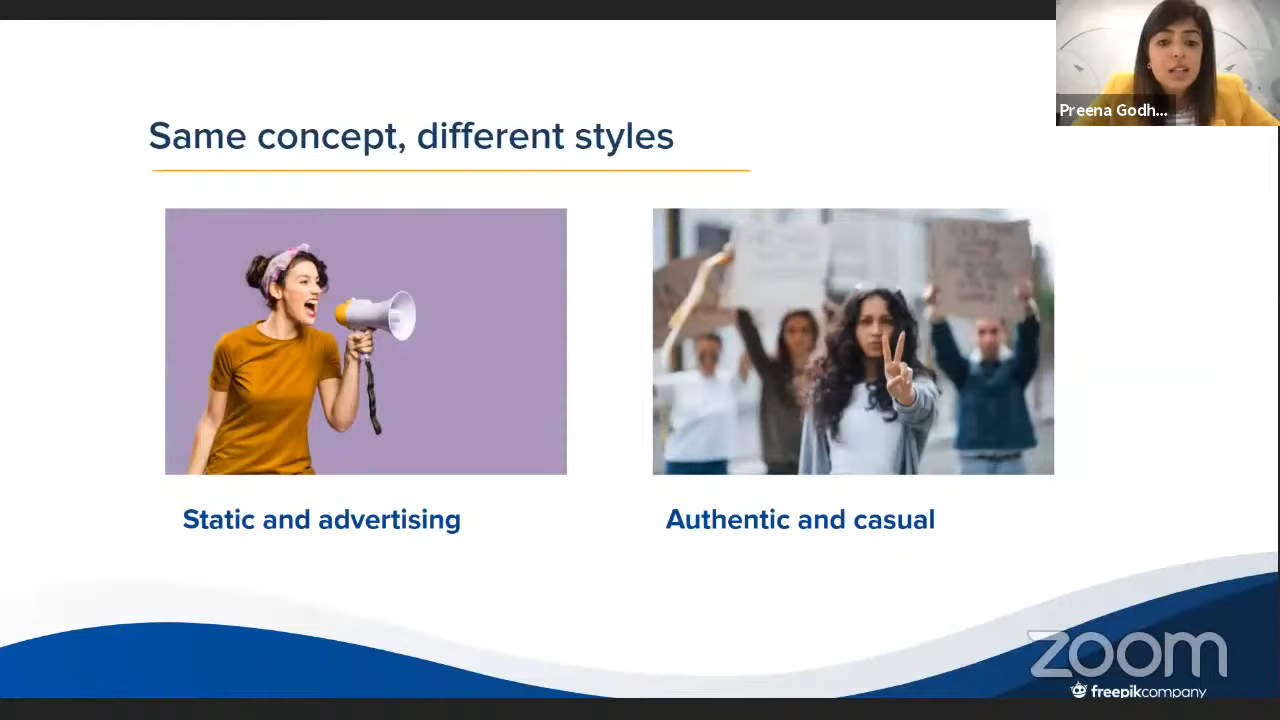 Preena Godh...
Same concept, different styles
Static and advertising
Authentic and casual
zoom
freepikcompany